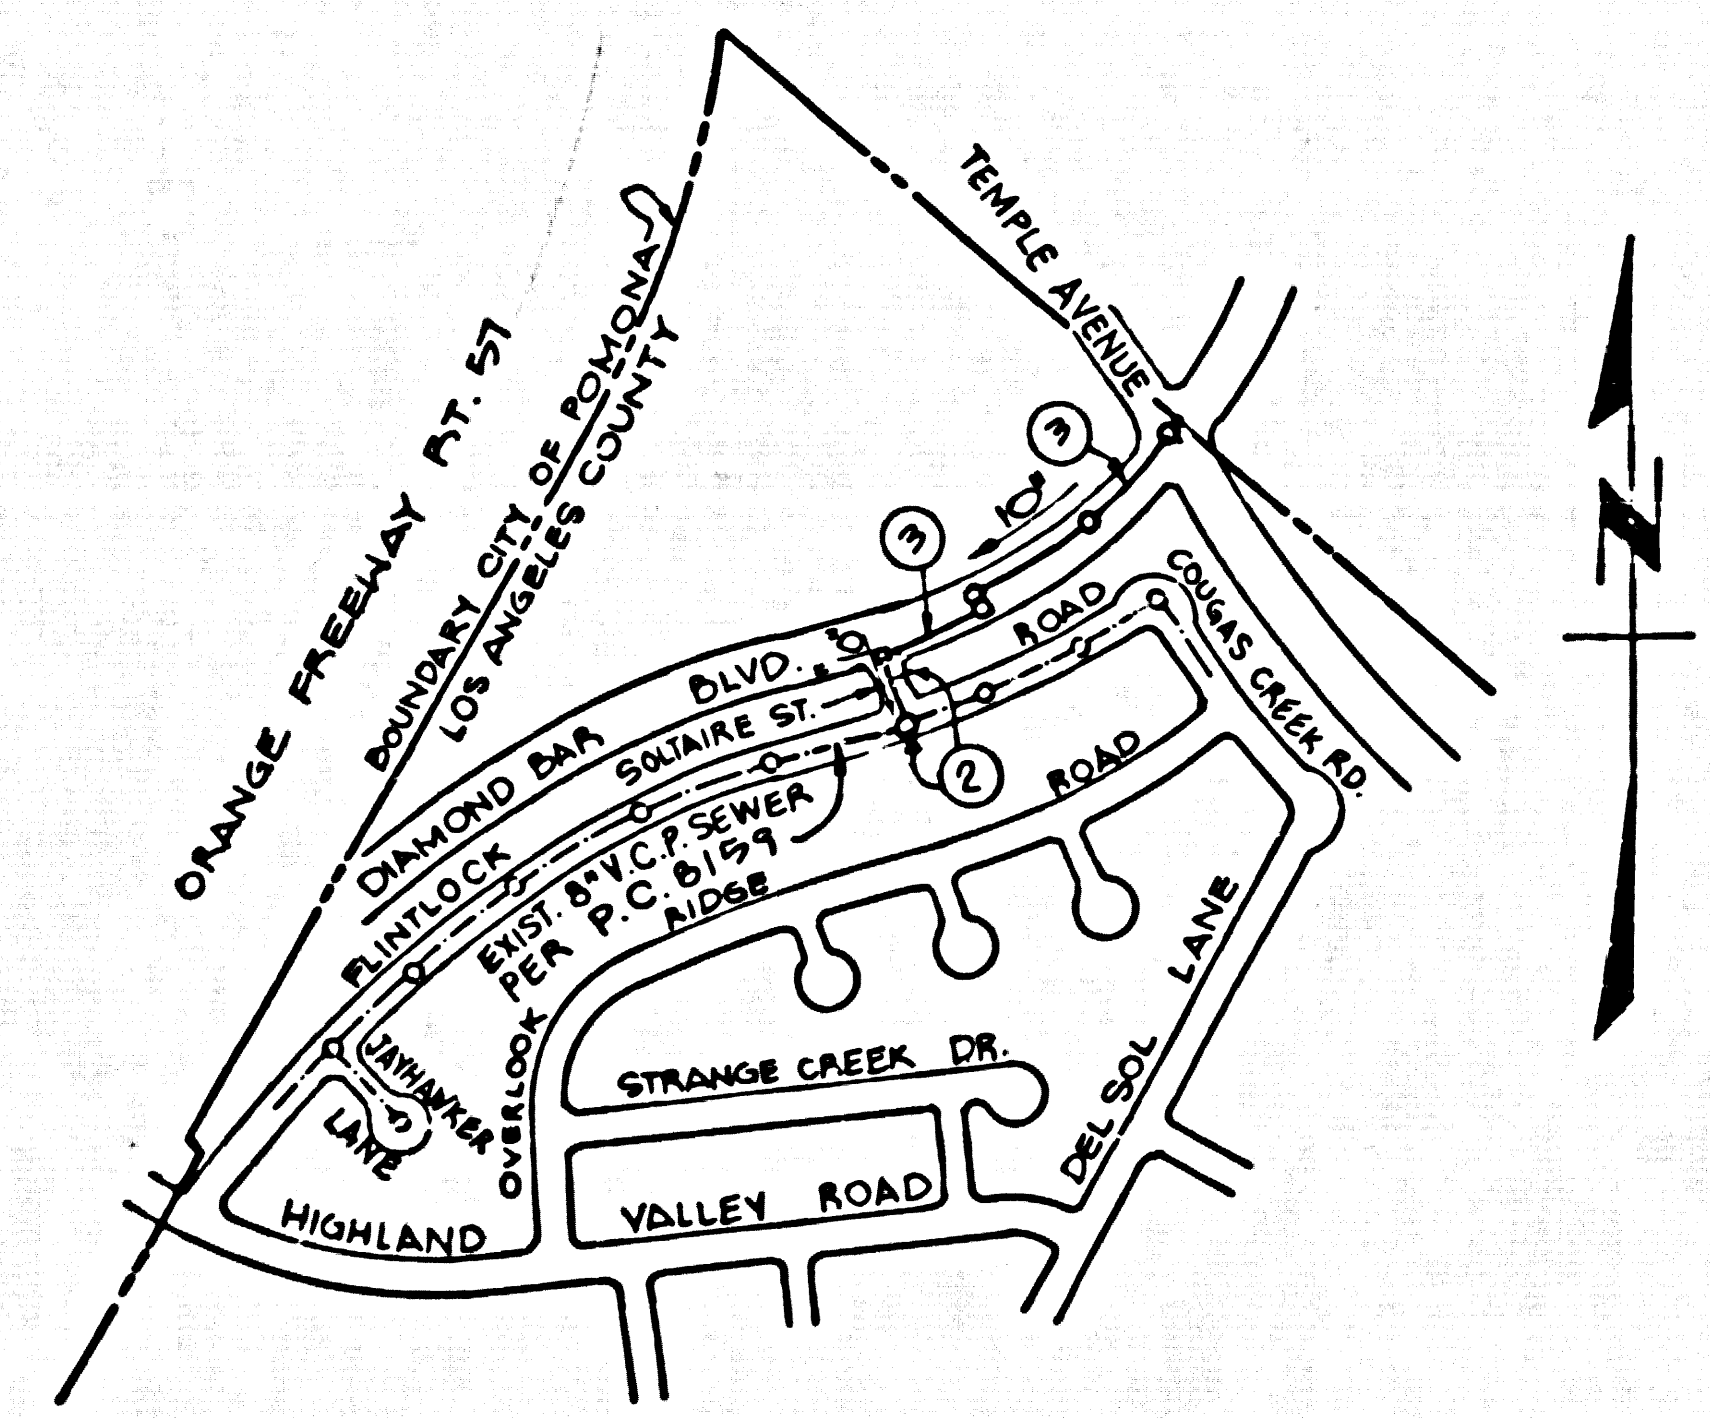 TEMPLE AVENUE
ORANGE FREEWAY RT. 57
BOUNDARY CITY OF POMONA
LOS ANGELES COUNTY
N
3
10"
3
COUGAS CREEK RD.
ROAD
8"
DIAMOND BAR BLVD.
SOLTAIRE ST.
2
FLINTLOCK
EXIST. 8" V.C.P. SEWER
PER P.C. 8159
RIDGE
ROAD
OVERLOOK
JAYHAWKER
LANE
STRANGE CREEK DR.
DEL SOL LANE
HIGHLAND VALLEY ROAD